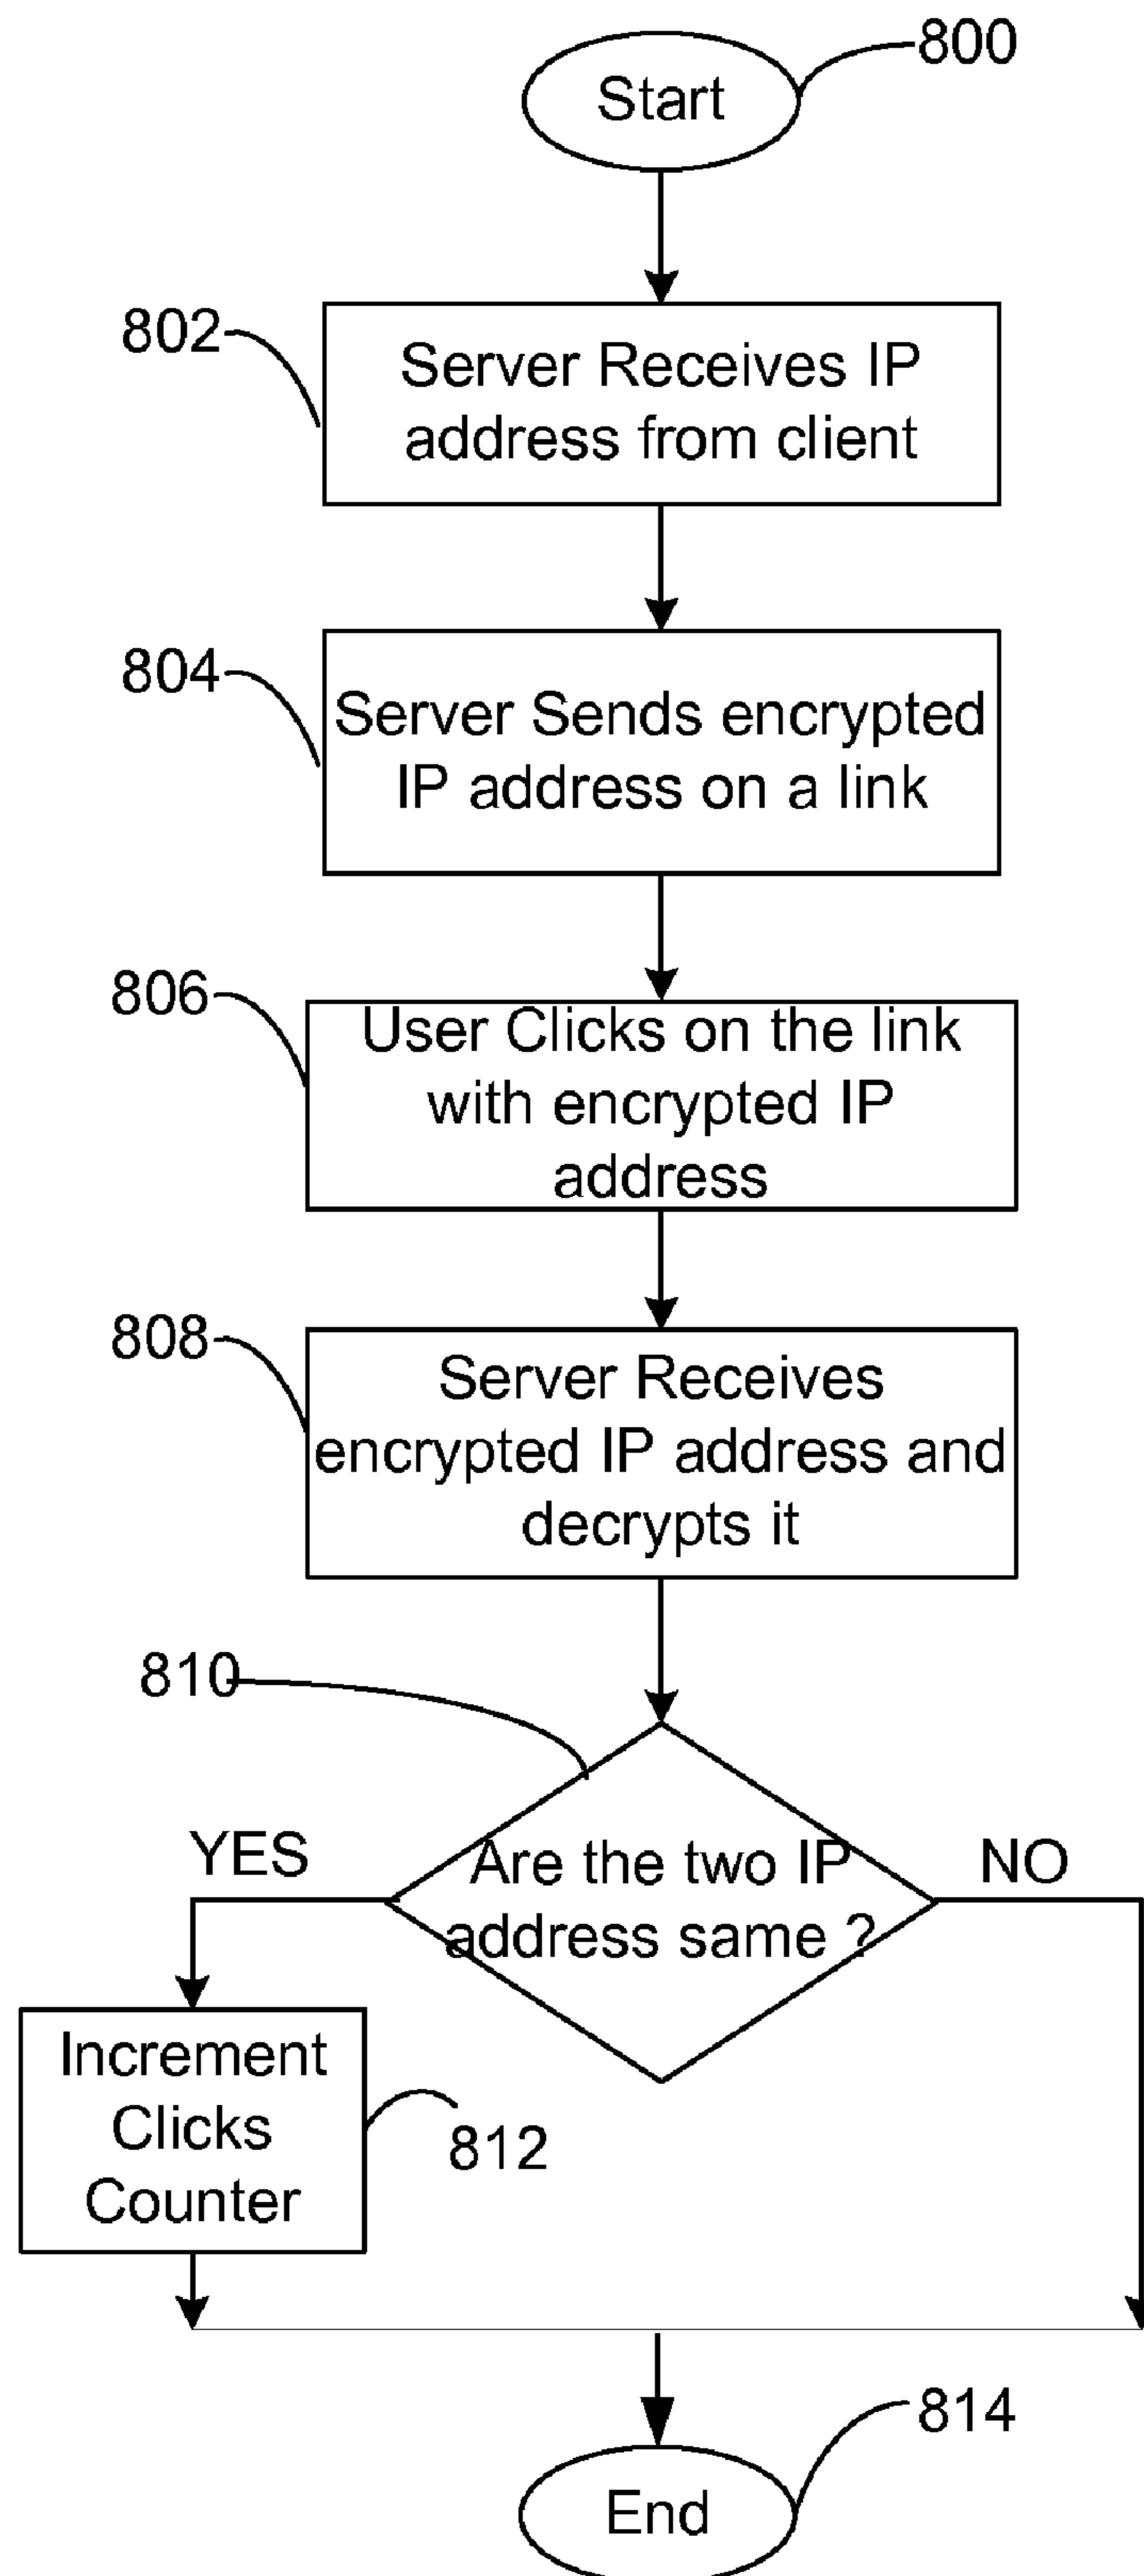 800
Start
802
Server Receives IP
address from client
804
Server Sends encrypted
IP address on a link
806
User Clicks on the link
with encrypted IP
address
808
Server Receives
encrypted IP address and
decrypts it
810
YES
Are the two IP
address same ?
NO
Increment
Clicks
Counter
812
814
End